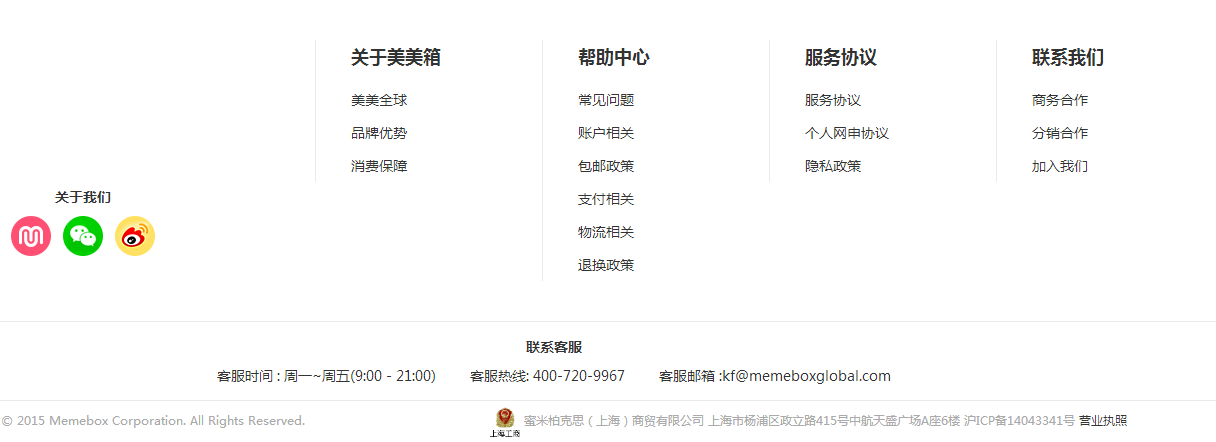 关于美美箱
美美全球
品牌优势
消费保障
帮助中心
常见问题
账户相关
包邮政策
支付相关
物流相关
退换政策
服务协议
服务协议
个人网申协议
隐私政策
联系我们
商务合作
分销合作
加入我们
关于我们
联系客服
客服时间 : 周一~周五(9:00 - 21:00) 客服热线: 400-720-9967 客服邮箱 :kf@memeboxglobal.com
© 2015 Memebox Corporation. All Rights Reserved.
上海工商
蜜米柏克思（上海）商贸有限公司 上海市杨浦区政立路415号中航天盛广场A座6楼 沪ICP备14043341号 营业执照